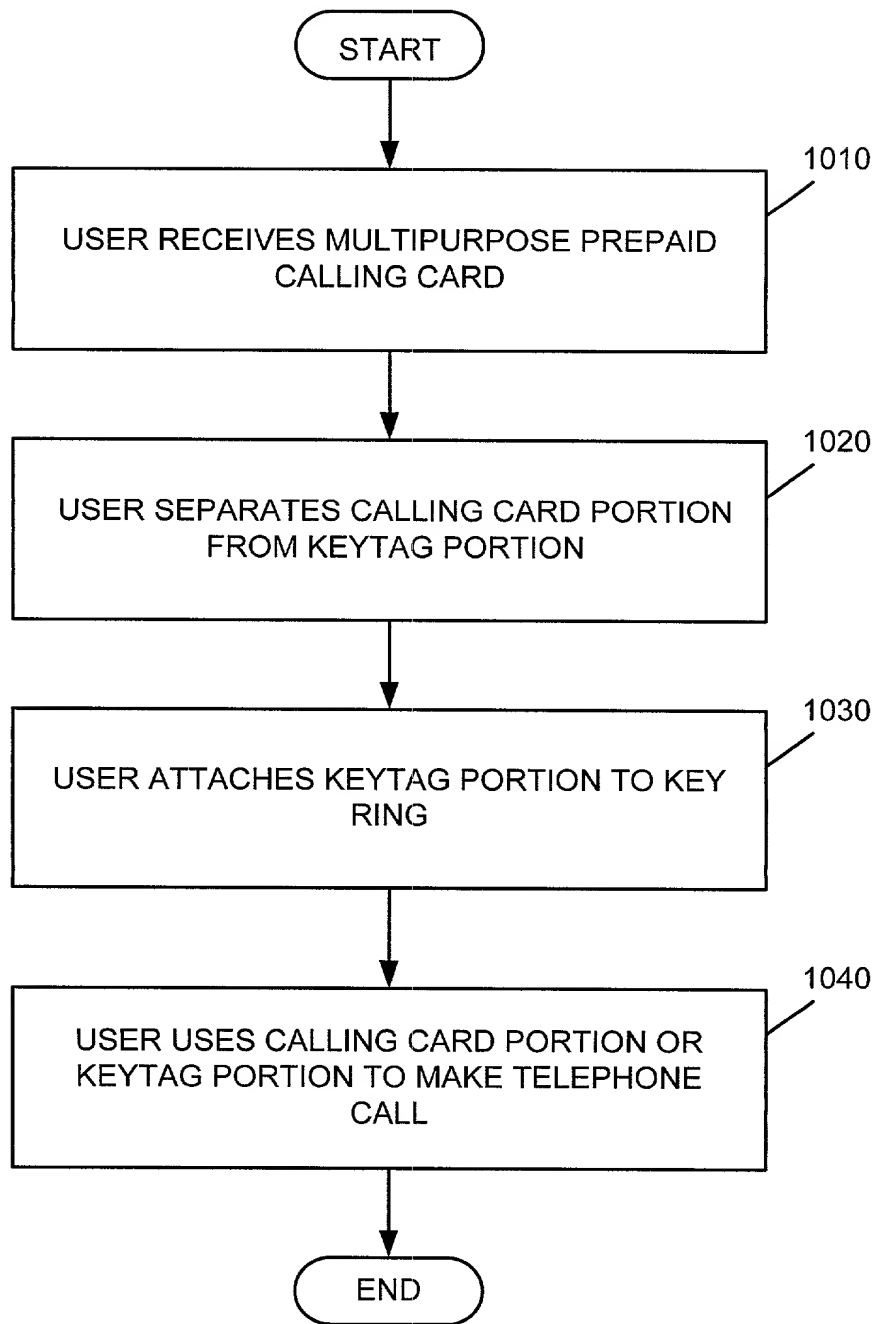 START
1010
USER RECEIVES MULTIPURPOSE PREPAID
CALLING CARD
1020
USER SEPARATES CALLING CARD PORTION
FROM KEYTAG PORTION
1030
USER ATTACHES KEYTAG PORTION TO KEY
RING
1040
USER USES CALLING CARD PORTION OR
KEYTAG PORTION TO MAKE TELEPHONE
CALL
END